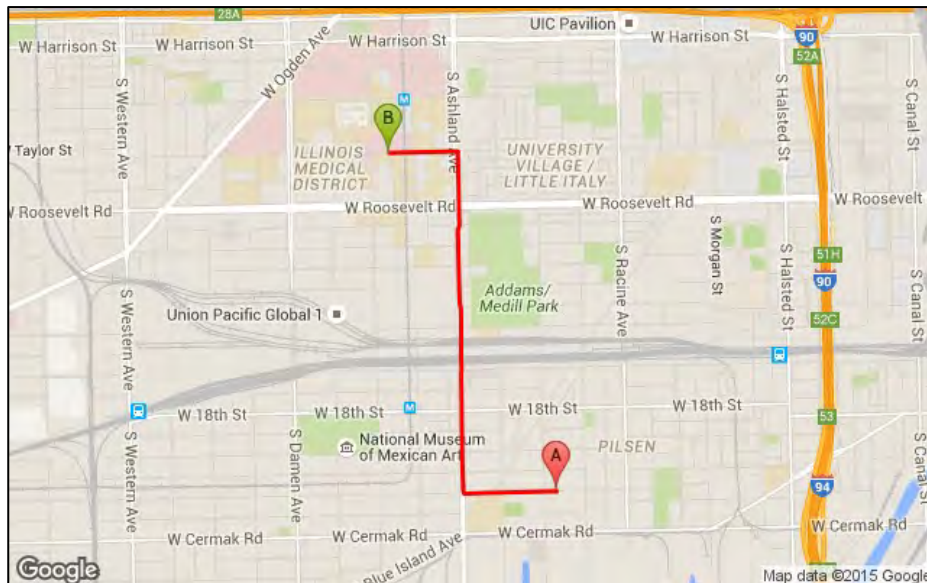 28A
UIC Pavilion
90
W Harrison St
W Harrison St
W Harrison St
52A
W Ogden Ave
S Western Ave
S Ashland Ave
S Halsted St
S Canal St
M
B
Taylor St
ILLINOIS
MEDICAL
DISTRICT
UNIVERSITY
VILLAGE /
LITTLE ITALY
W Roosevelt Rd
W Roosevelt Rd
W Roosevelt Rd
W Roosevelt
S Morgan St
S Racine Ave
S Halsted St
51H
90
S Western Ave
Addams/
Medill Park
Union Pacific Global 1
52C
S Canal St
W 18th St
W 18th St
M
W 18th St
W 18th St
53
S Western Ave
S Damen Ave
National Museum
of Mexican Art
A
PILSEN
94
S Canal St
W Cermak Rd
W Cermak Rd
W Cermak Rd
W Cermak Rd
Blue Island Ave
Google
Map data ©2015 Google